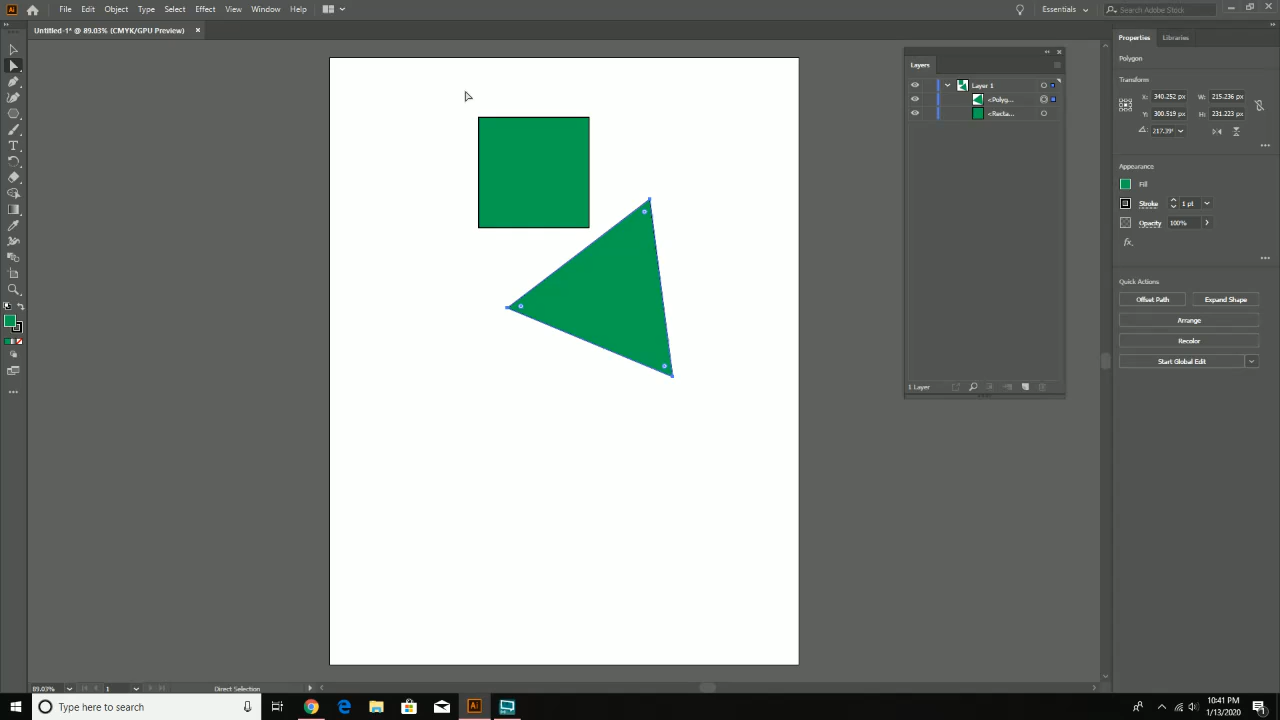 Ai File Edit Object Type Select Effect View Window Help Essentials Search Adobe Stock
Untitled-1* @ 89.03% (CMYK/GPU Preview) ×
Properties Libraries
Polygon
Transform
X: 340.252 px W: 215.236 px
Y: 300.519 px H: 231.223 px
217.39°
Appearance
Fill
Stroke 1 pt
Opacity 100%
fx.
Quick Actions
Offset Path Expand Shape
Arrange
Recolor
Start Global Edit
Layers
Layer 1
<Polyg...
<Recta...
1 Layer
T
89.03% 1 Direct Selection
Type here to search
Ai
10:41 PM
1/13/2020